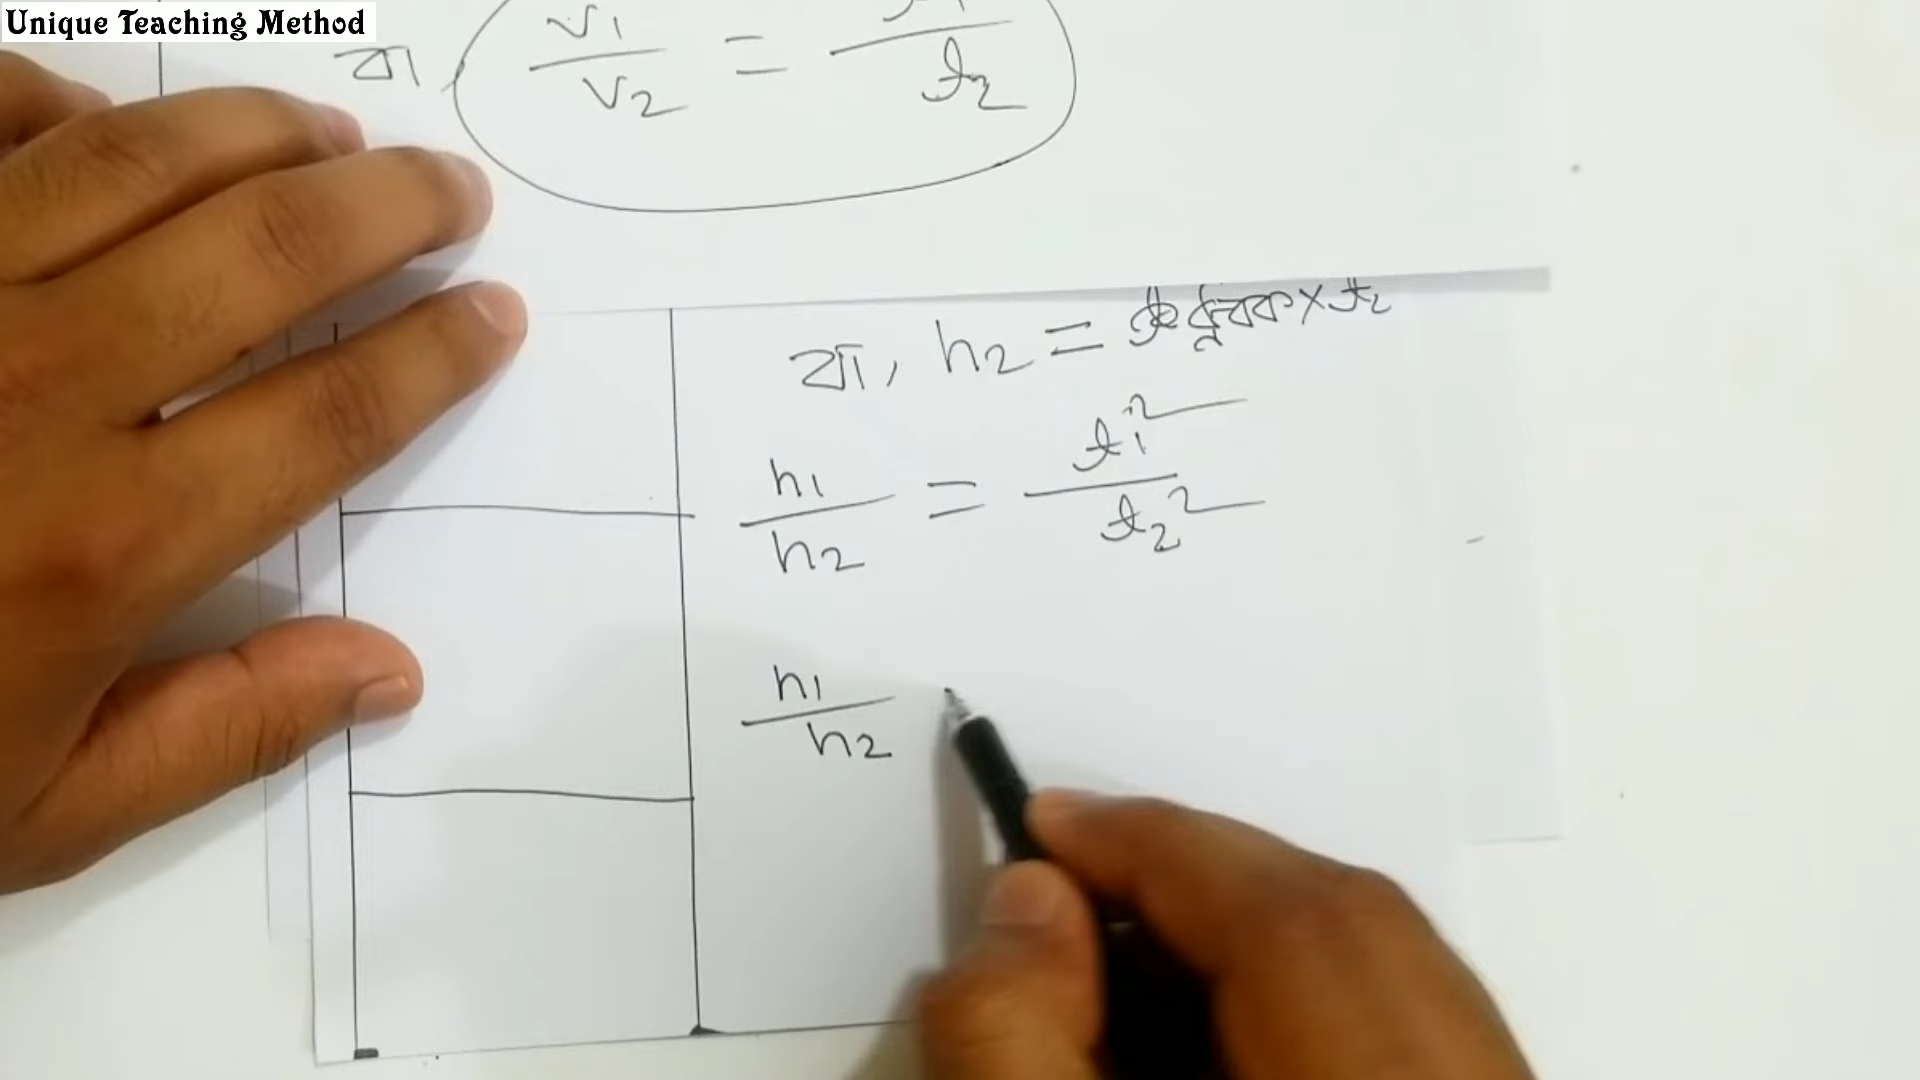 Unique Teaching Method
বা, v₁/v₂ = t₁/t₂
বা, h₂ = ধ্রুবক × t₂
h₁/h₂ = t₁²/t₂²
h₁/h₂